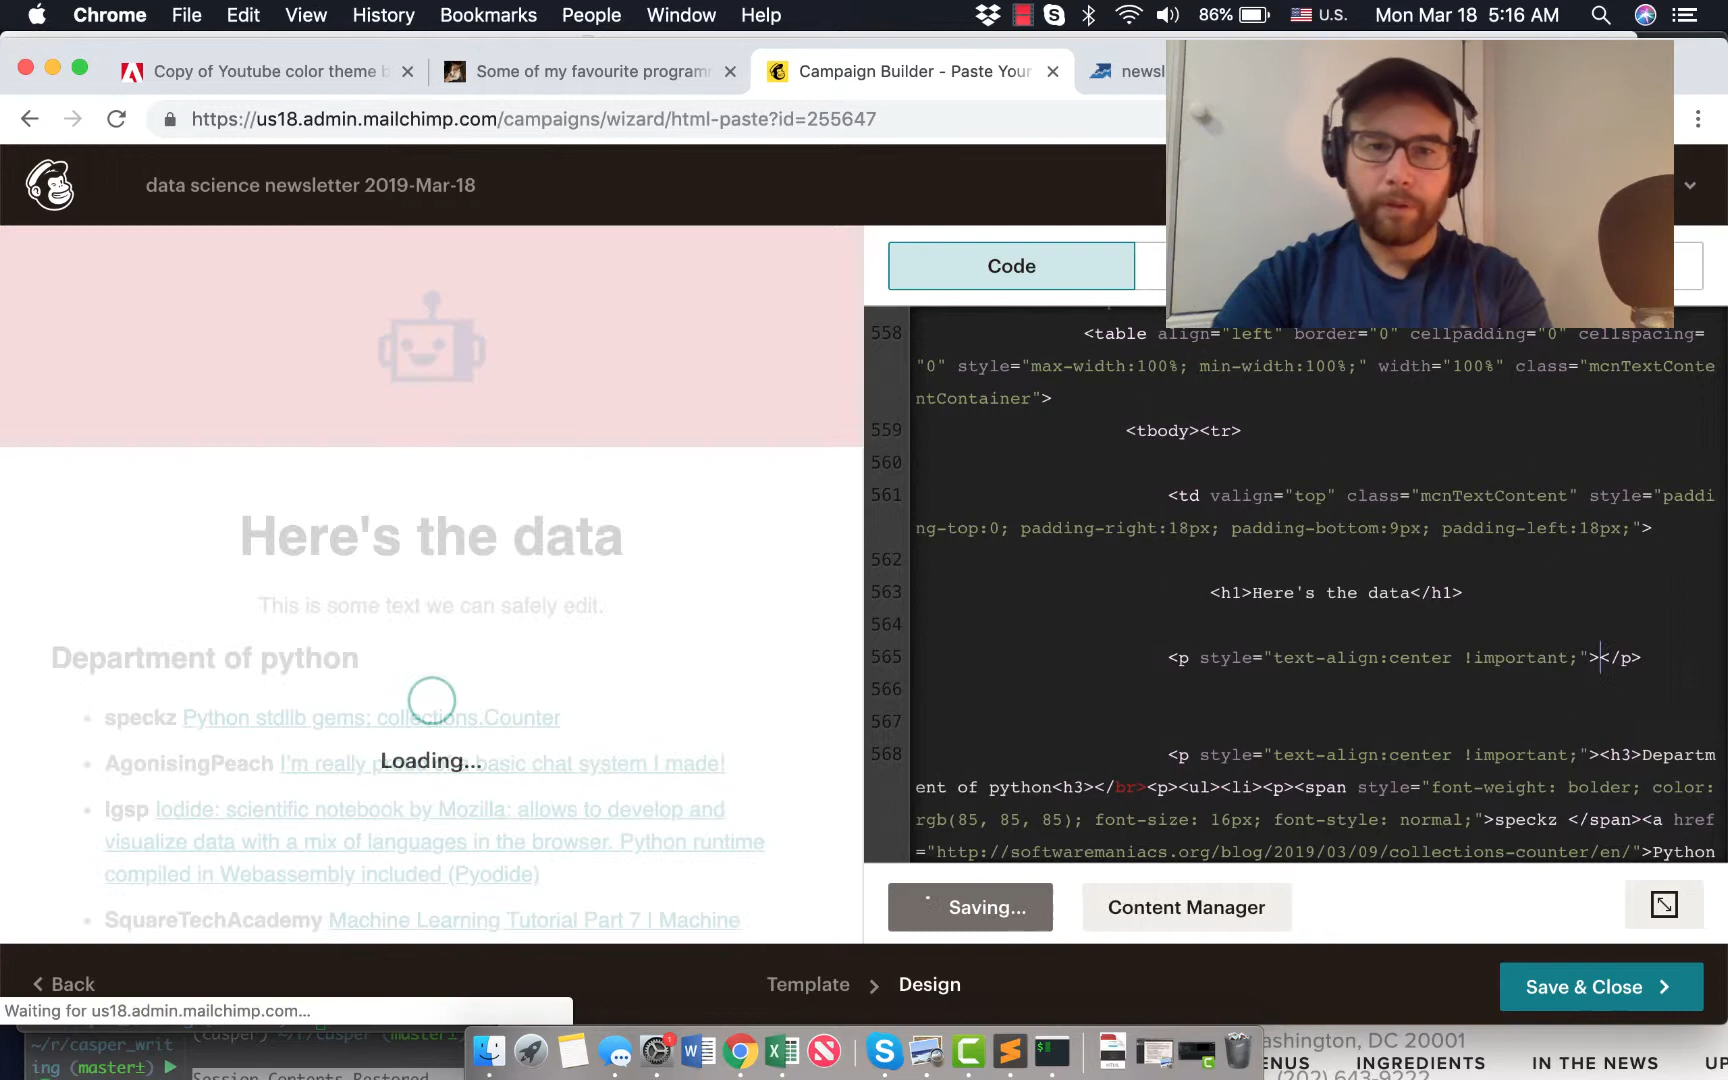 Chrome File Edit View History Bookmarks People Window Help 86% U.S. Mon Mar 18 5:16 AM
Copy of Youtube color theme Some of my favourite program Campaign Builder - Paste Your newsl
https://us18.admin.mailchimp.com/campaigns/wizard/html-paste?id=255647
data science newsletter 2019-Mar-18
Code
Here's the data
This is some text we can safely edit.
Department of python
speckz Python stdlib gems: collections.Counter
AgonisingPeach I'm really basic chat system I made!
Loading...
igsp Iodide: scientific notebook by Mozilla: allows to develop and
visualize data with a mix of languages in the browser. Python runtime
compiled in Webassembly included (Pyodide)
SquareTechAcademy Machine Learning Tutorial Part 7 | Machine
558 <table align="left" border="0" cellpadding="0" cellspacing=
"0" style="max-width:100%; min-width:100%;" width="100%" class="mcnTextConte
ntContainer">
559 <tbody><tr>
560
561 <td valign="top" class="mcnTextContent" style="paddi
ng-top:0; padding-right:18px; padding-bottom:9px; padding-left:18px;">
562
563 <h1>Here's the data</h1>
564
565 <p style="text-align:center !important;"></p>
566
567
568 <p style="text-align:center !important;"><h3>Departm
ent of python<h3></br><p><ul><li><p><span style="font-weight: bolder; color:
rgb(85, 85, 85); font-size: 16px; font-style: normal;">speckz </span><a href
="http://softwaremaniacs.org/blog/2019/03/09/collections-counter/en/">Python
Saving... Content Manager
Back Template Design Save & Close
Waiting for us18.admin.mailchimp.com...
(casper) ~/r/casper (master±)
~/r/casper_writ
ing (master±)
Session Contents Restored
ashington, DC 20001
ENUS INGREDIENTS IN THE NEWS UP
(202) 643-9222